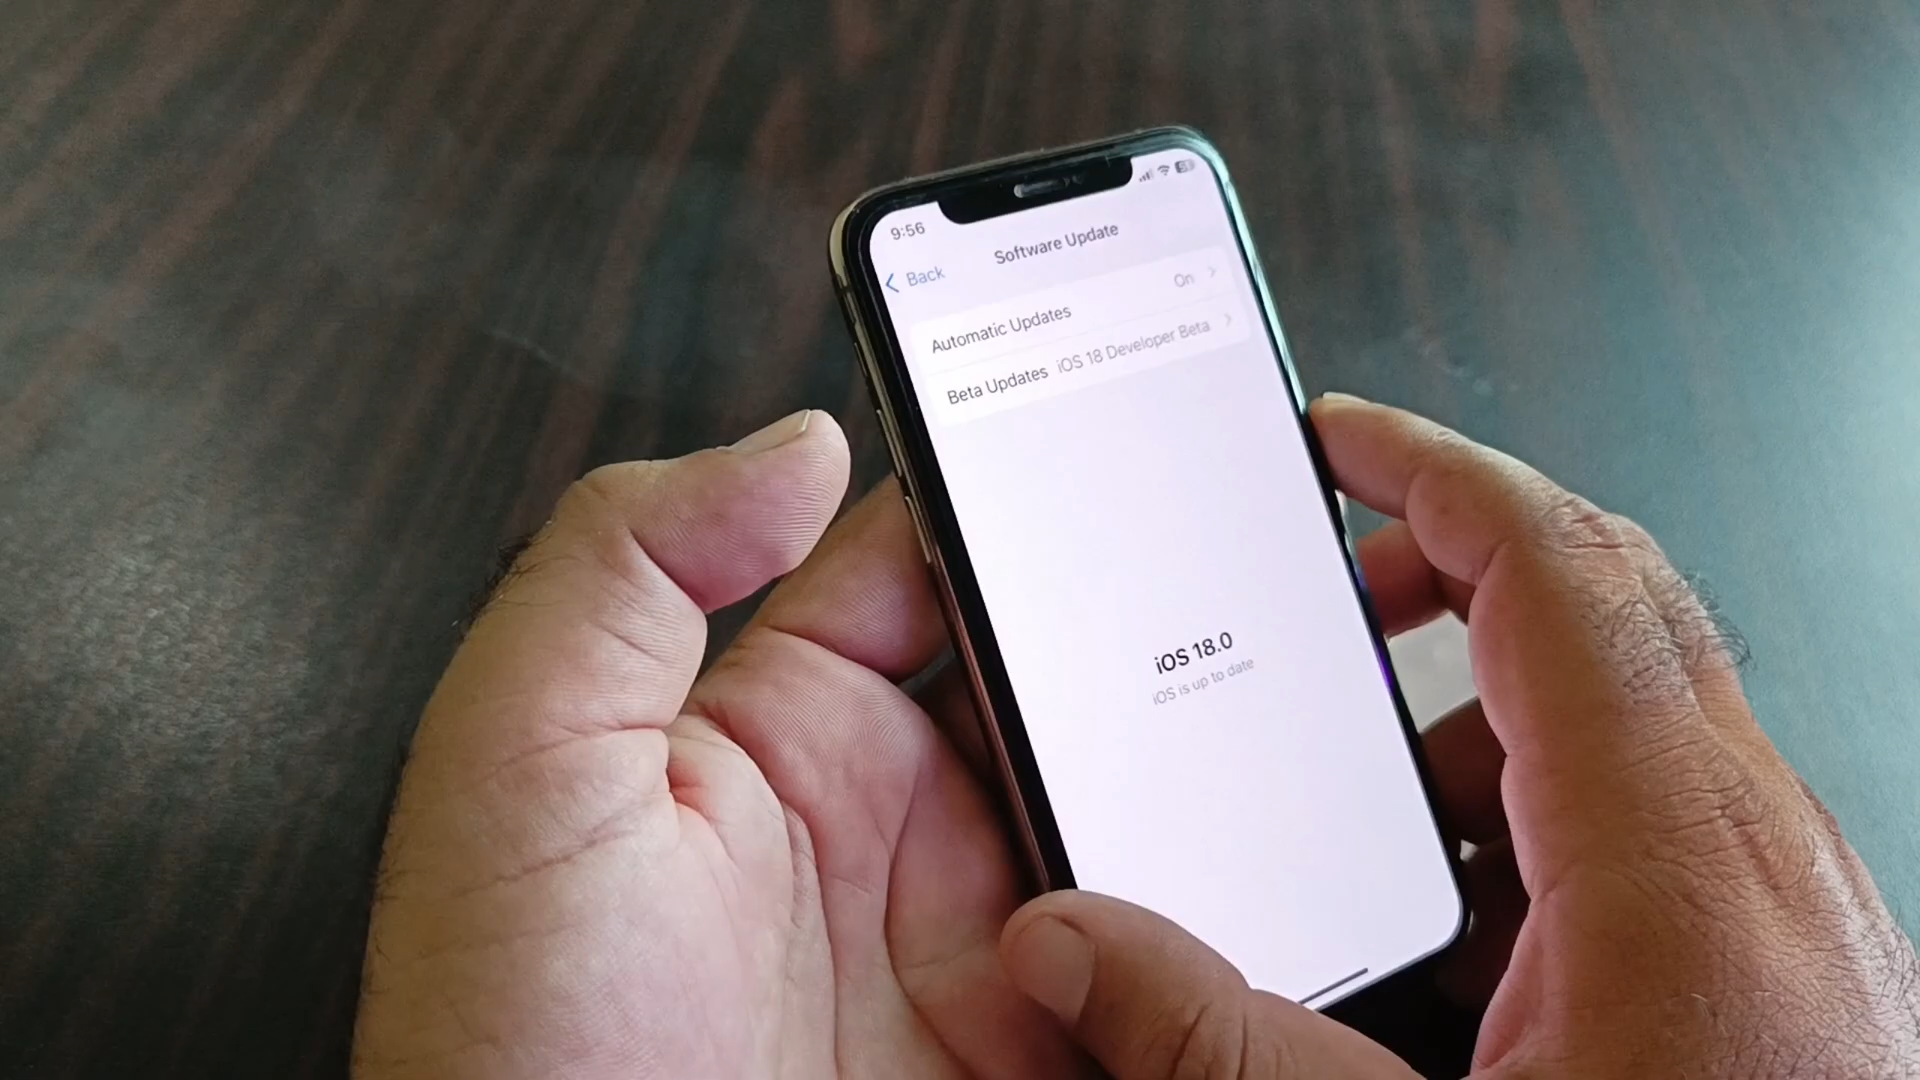 9:56
Back
Software Update
Automatic Updates On
Beta Updates iOS 18 Developer Beta
iOS 18.0
iOS is up to date